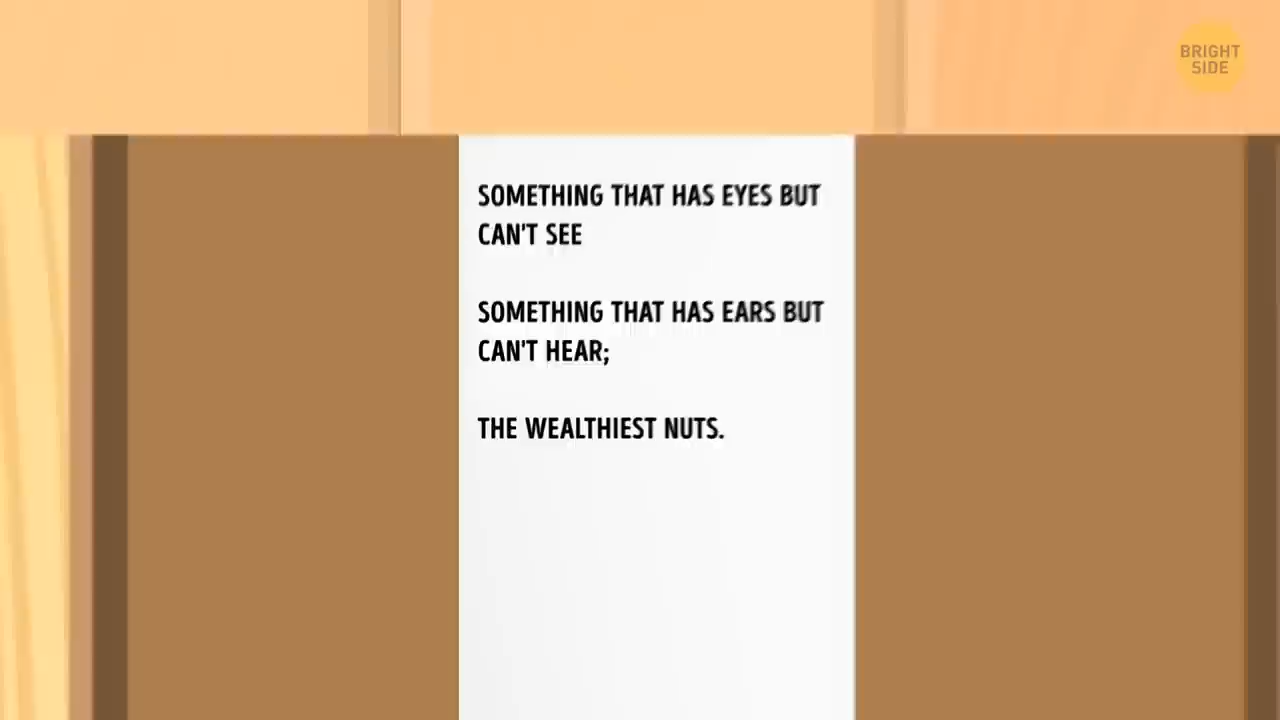 BRIGHT
SIDE
SOMETHING THAT HAS EYES BUT
CAN'T SEE
SOMETHING THAT HAS EARS BUT
CAN'T HEAR;
THE WEALTHIEST NUTS.